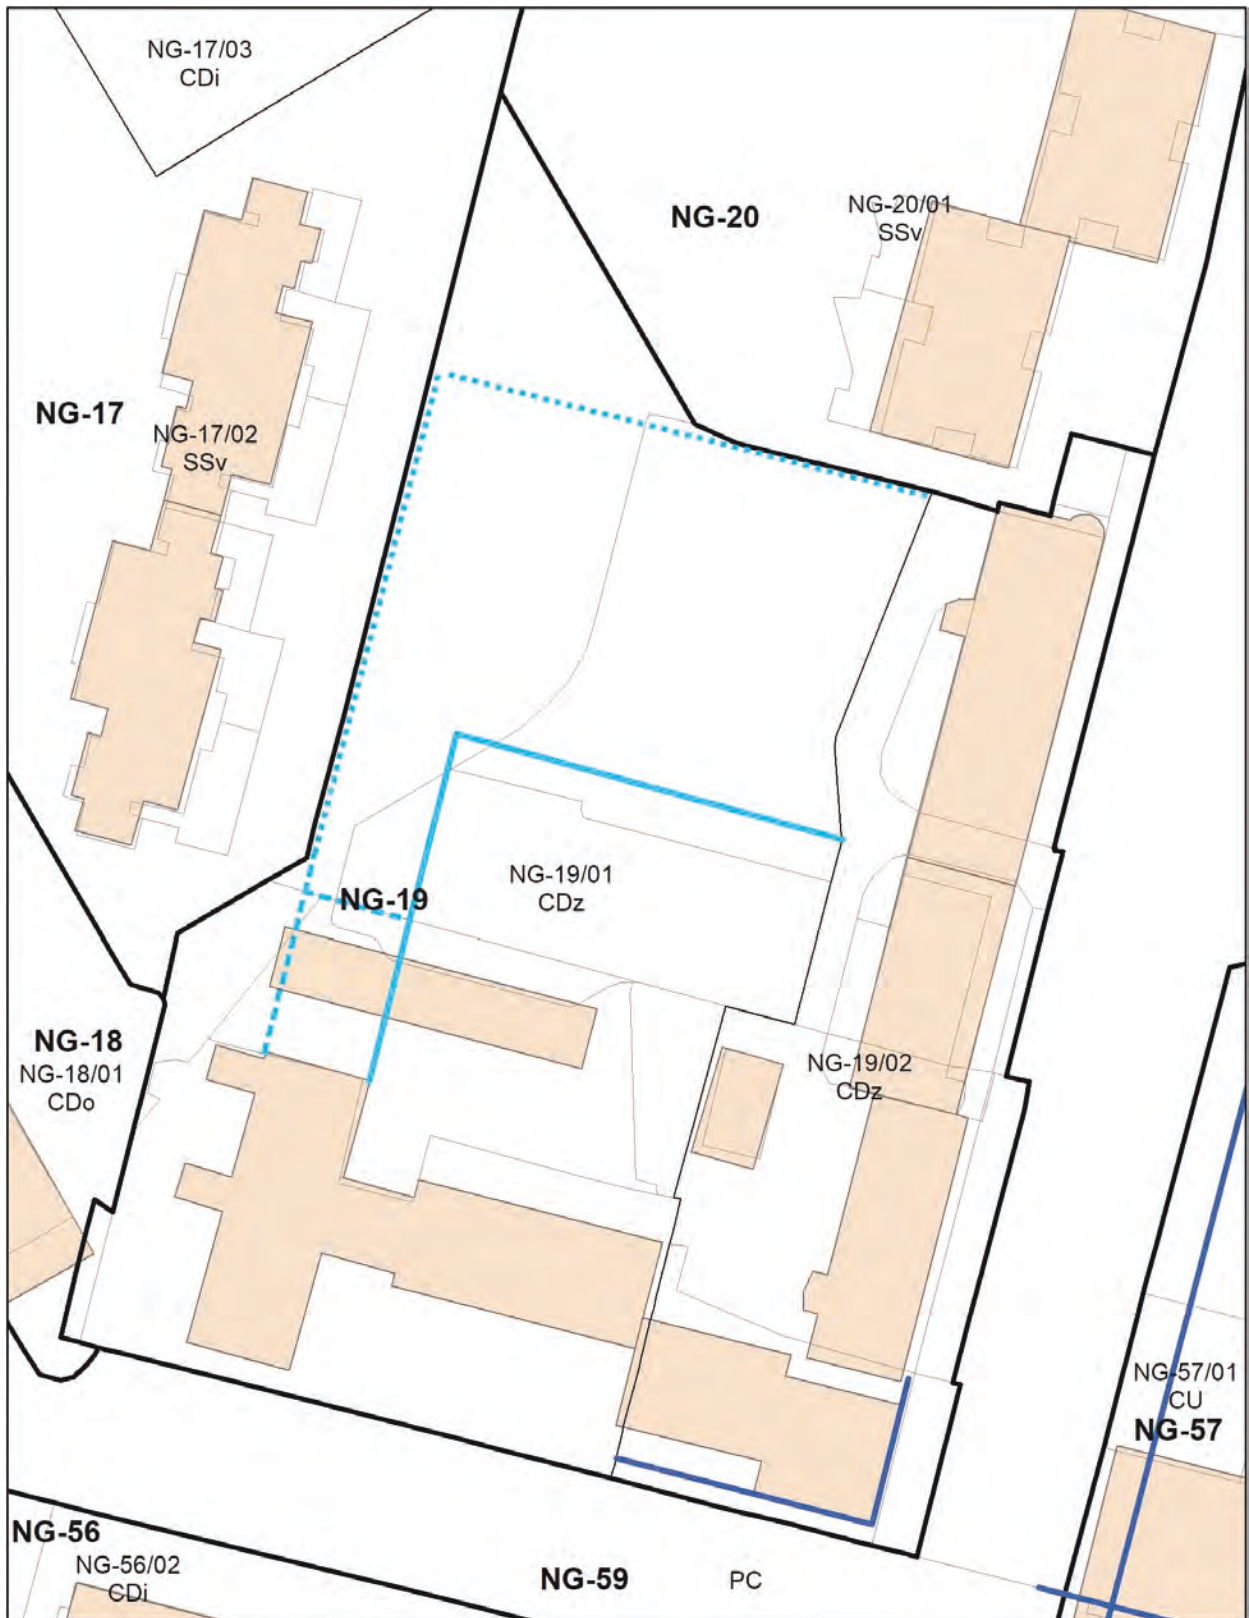 NG-17/03
CDi
NG-20
NG-20/01
SSv
NG-17
NG-17/02
SSv
NG-19/01
CDz
NG-19
NG-18
NG-18/01
CDo
NG-19/02
CDz
NG-57/01
CU
NG-57
NG-56
NG-56/02
CDi
NG-59
PC